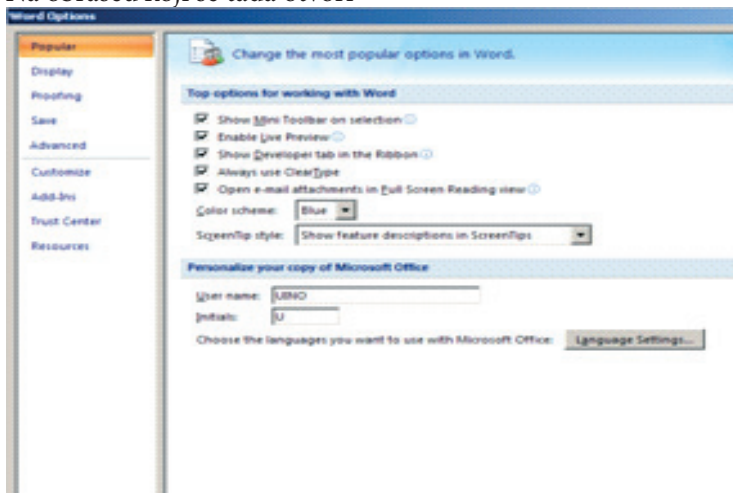 Word Options
Popular
Display
Proofing
Save
Advanced
Customize
Add-Ins
Trust Center
Resources
Change the most popular options in Word.
Top options for working with Word
Show Mini Toolbar on selection
Enable Live Preview
Show Developer tab in the Ribbon
Always use ClearType
Open e-mail attachments in Full Screen Reading view
Color scheme: Blue
ScreenTip style: Show feature descriptions in ScreenTips
Personalize your copy of Microsoft Office
User name: UINO
Initials: U
Choose the languages you want to use with Microsoft Office: Language Settings...